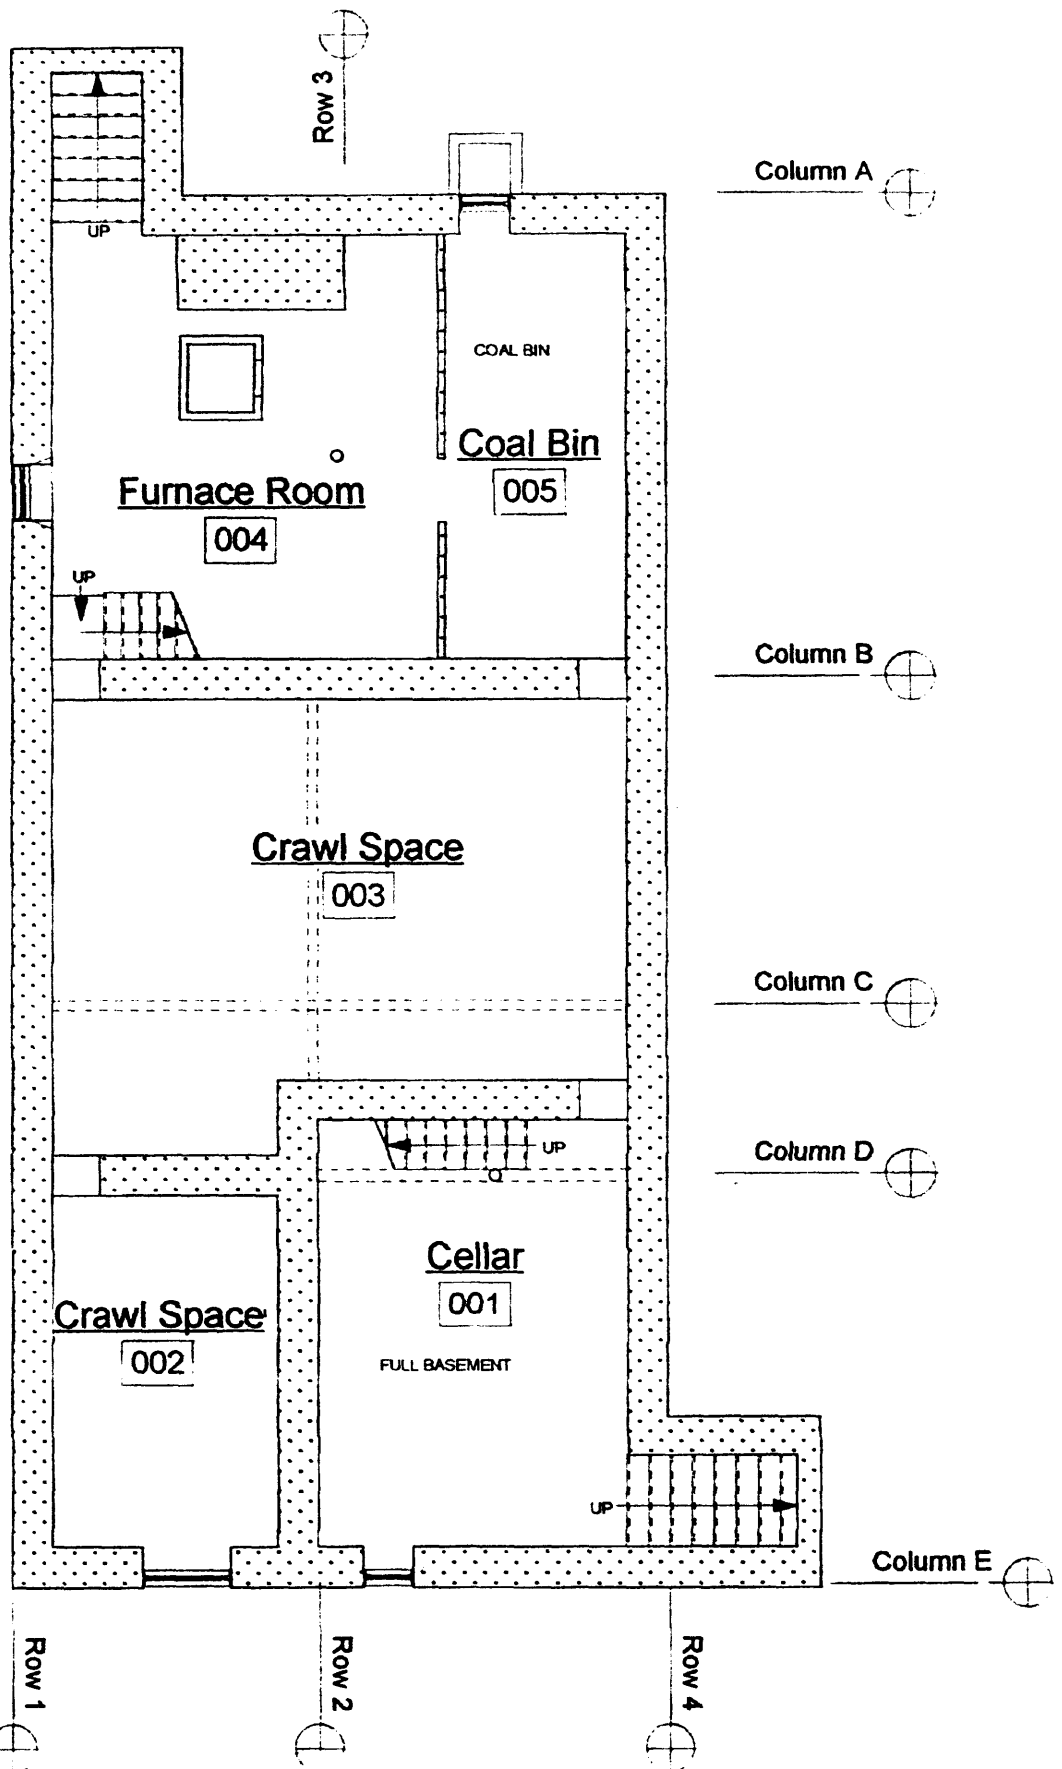 Row 3
Column A
UP
COAL BIN
Coal Bin
005
Furnace Room
004
UP
Column B
Crawl Space
003
Column C
UP
Column D
Cellar
001
Crawl Space
002
FULL BASEMENT
UP
Column E
Row 1
Row 2
Row 4